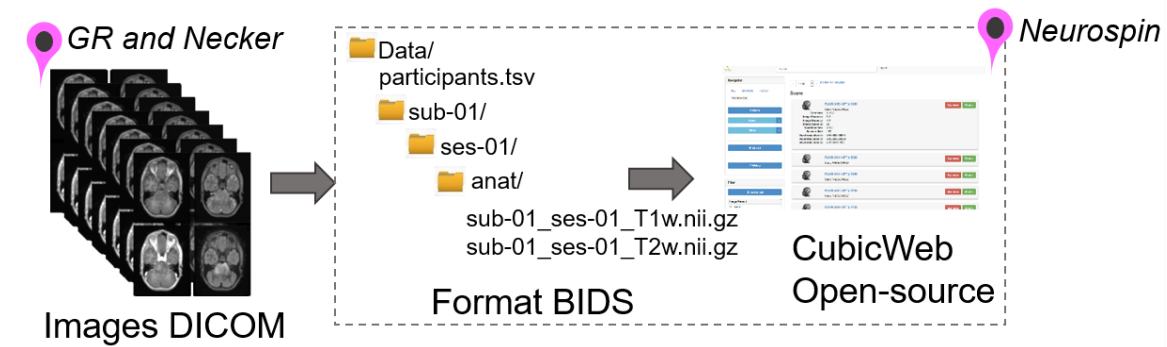 GR and Necker
Images DICOM
Data/
participants.tsv
sub-01/
ses-01/
anat/
sub-01_ses-01_T1w.nii.gz
sub-01_ses-01_T2w.nii.gz
Format BIDS
Neurospin
CubicWeb
Open-source